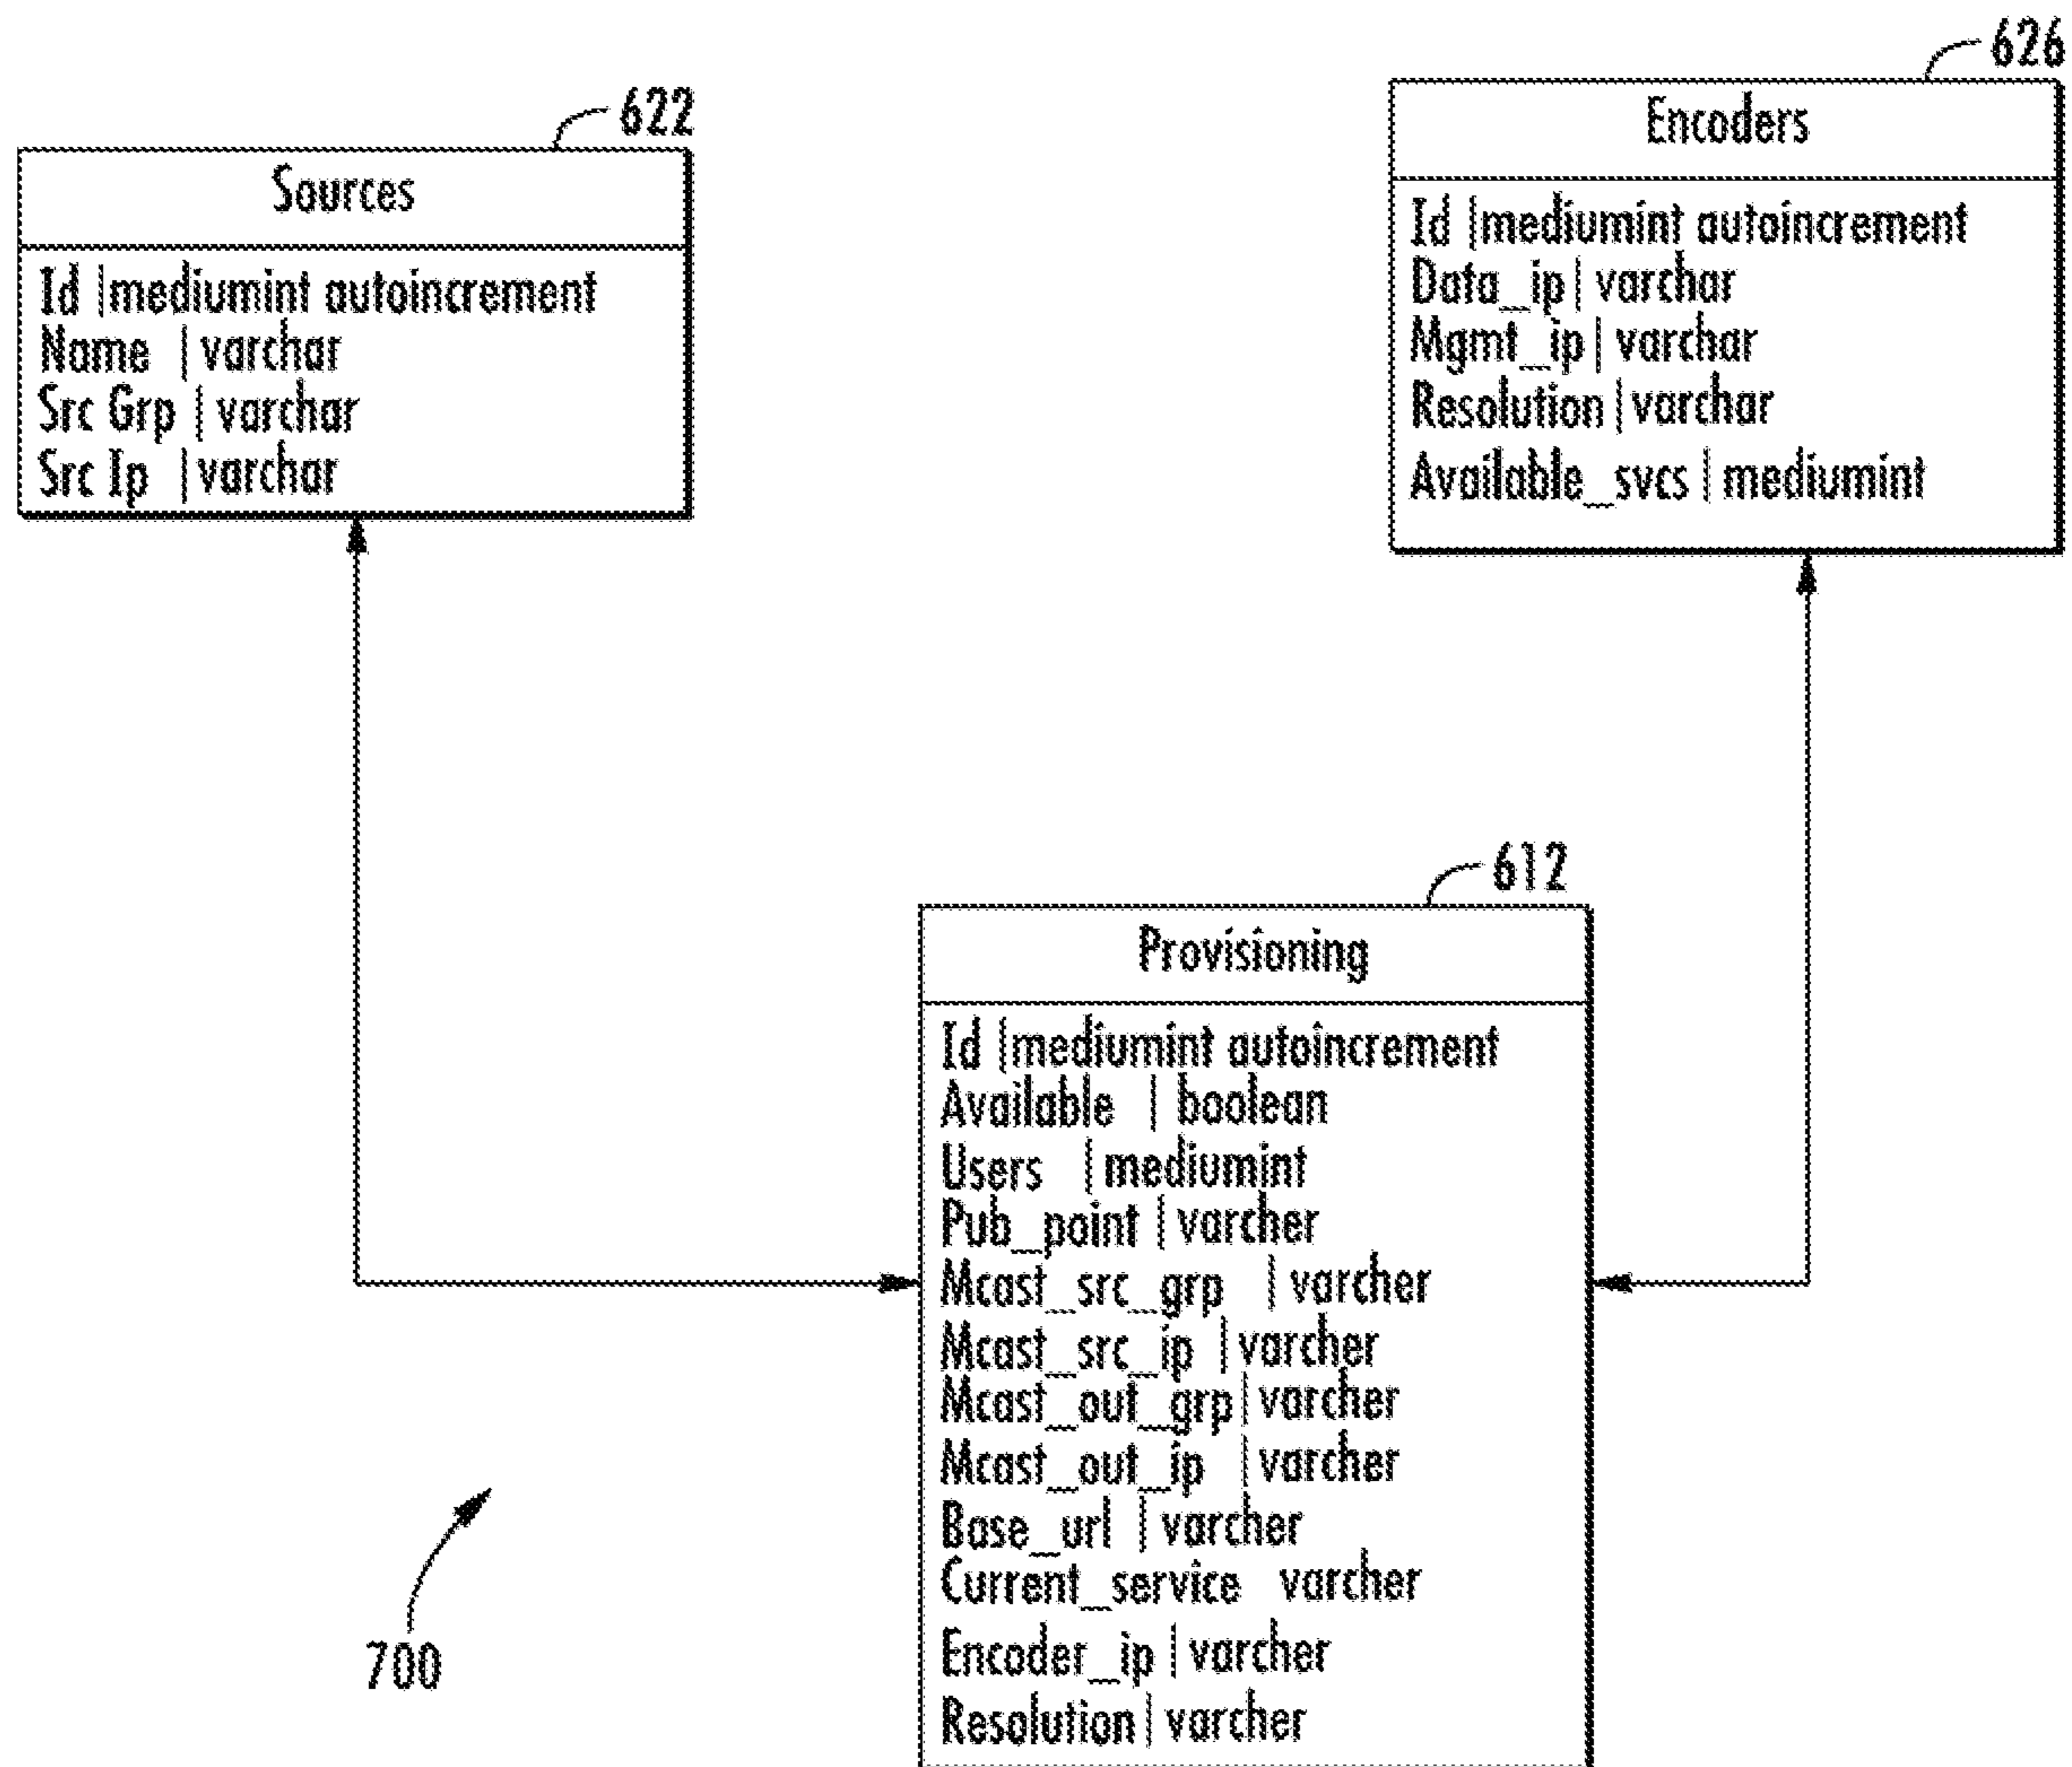 622
Sources
Id |mediumint autoincrement
Name | varchar
Src Grp | varchar
Src Ip | varchar
626
Encoders
Id |mediumint autoincrement
Data_ip | varchar
Mgmt_ip | varchar
Resolution | varchar
Available_svcs | mediumint
612
Provisioning
Id |mediumint autoincrement
Available | boolean
Users | mediumint
Pub_point | varcher
Mcast_src_grp | varcher
Mcast_src_ip | varcher
Mcast_out_grp | varcher
Mcast_out_ip | varcher
Base_url | varcher
Current_service varcher
Encoder_ip | varcher
Resolution | varcher
700